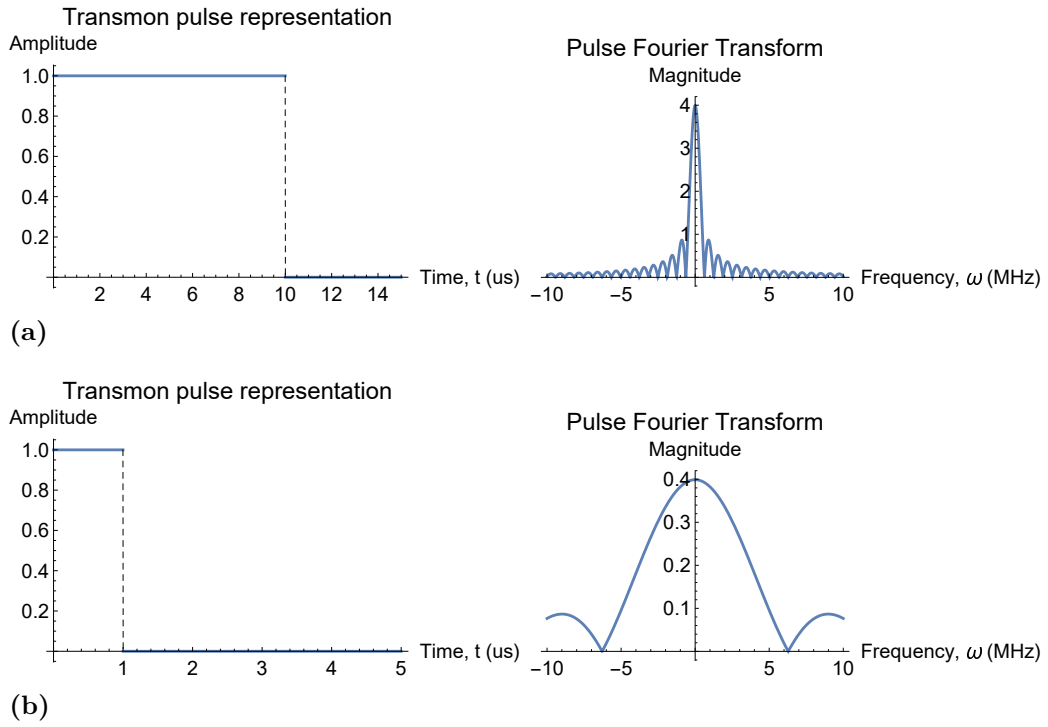 Transmon pulse representation
Amplitude
1.0
0.8
0.6
0.4
0.2
2 4 6 8 10 12 14
Time, t (us)
Pulse Fourier Transform
Magnitude
4
3
2
1
−10 −5 5 10
Frequency, ω (MHz)
(a)
Transmon pulse representation
Amplitude
1.0
0.8
0.6
0.4
0.2
1 2 3 4 5
Time, t (us)
Pulse Fourier Transform
Magnitude
0.4
0.3
0.2
0.1
−10 −5 5 10
Frequency, ω (MHz)
(b)